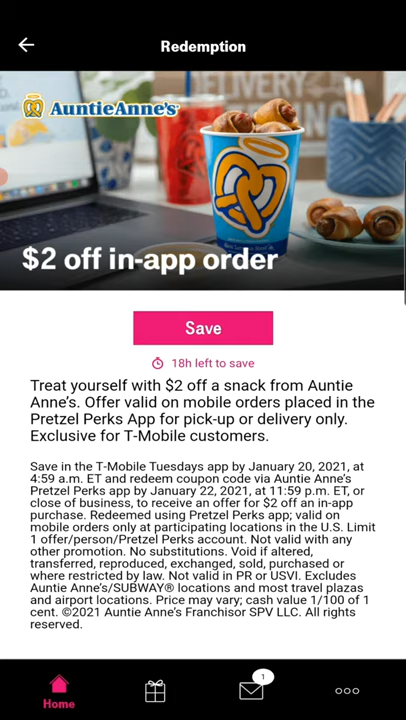 Redemption
DELIVERY
AuntieAnne's
$2 off in-app order
Save
18h left to save
Treat yourself with $2 off a snack from Auntie
Anne's. Offer valid on mobile orders placed in the
Pretzel Perks App for pick-up or delivery only.
Exclusive for T-Mobile customers.
Save in the T-Mobile Tuesdays app by January 20, 2021, at
4:59 a.m. ET and redeem coupon code via Auntie Anne's
Pretzel Perks app by January 22, 2021, at 11:59 p.m. ET, or
close of business, to receive an offer for $2 off an in-app
purchase. Redeemed using Pretzel Perks app; valid on
mobile orders only at participating locations in the U.S. Limit
1 offer/person/Pretzel Perks account. Not valid with any
other promotion. No substitutions. Void if altered,
transferred, reproduced, exchanged, sold, purchased or
where restricted by law. Not valid in PR or USVI. Excludes
Auntie Anne's/SUBWAY® locations and most travel plazas
and airport locations. Price may vary; cash value 1/100 of 1
cent. ©2021 Auntie Anne's Franchisor SPV LLC. All rights
reserved.
1
Home